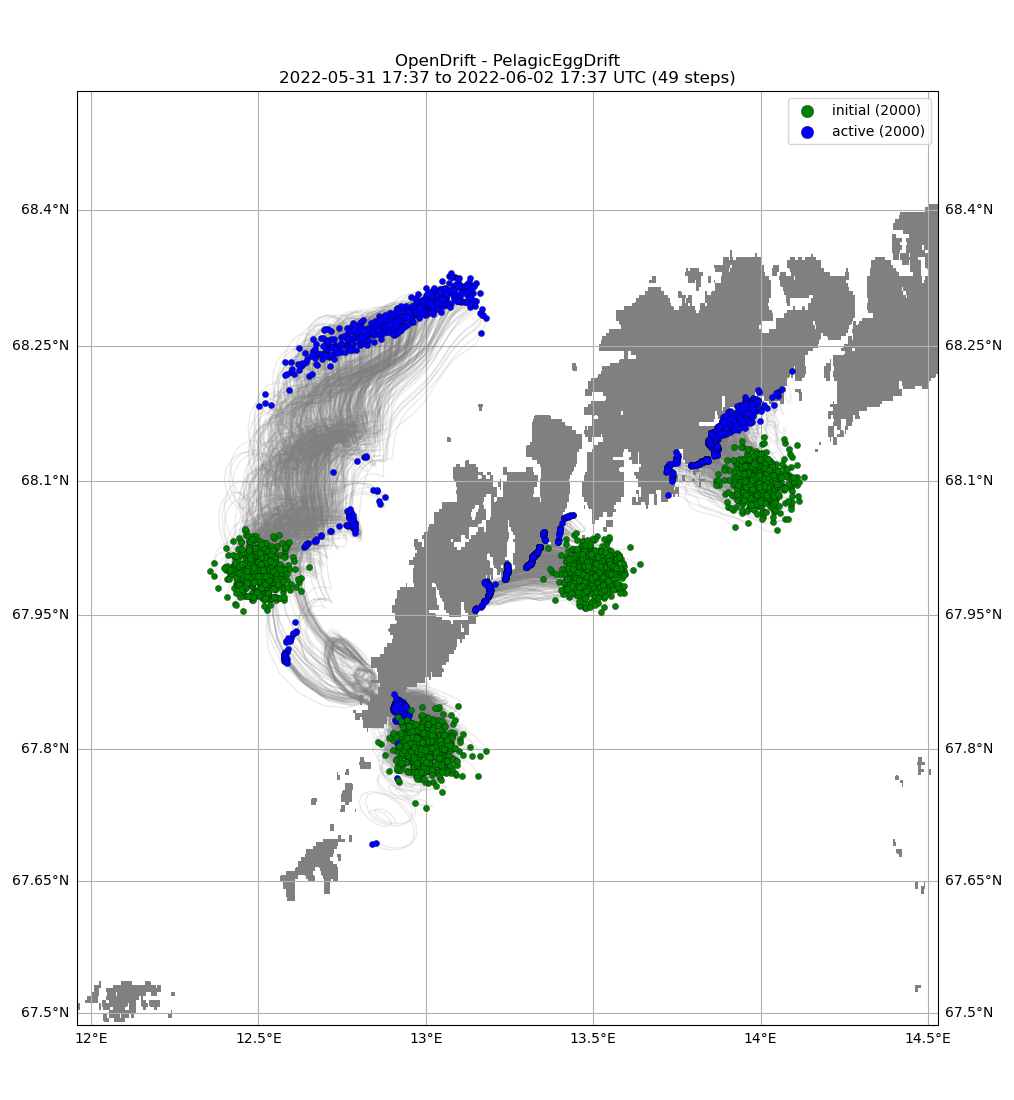 OpenDrift - PelagicEggDrift
2022-05-31 17:37 to 2022-06-02 17:37 UTC (49 steps)
initial (2000)
active (2000)
68.4°N
68.4°N
68.25°N
68.25°N
68.1°N
68.1°N
67.95°N
67.95°N
67.8°N
67.8°N
67.65°N
67.65°N
67.5°N
67.5°N
12°E
12.5°E
13°E
13.5°E
14°E
14.5°E